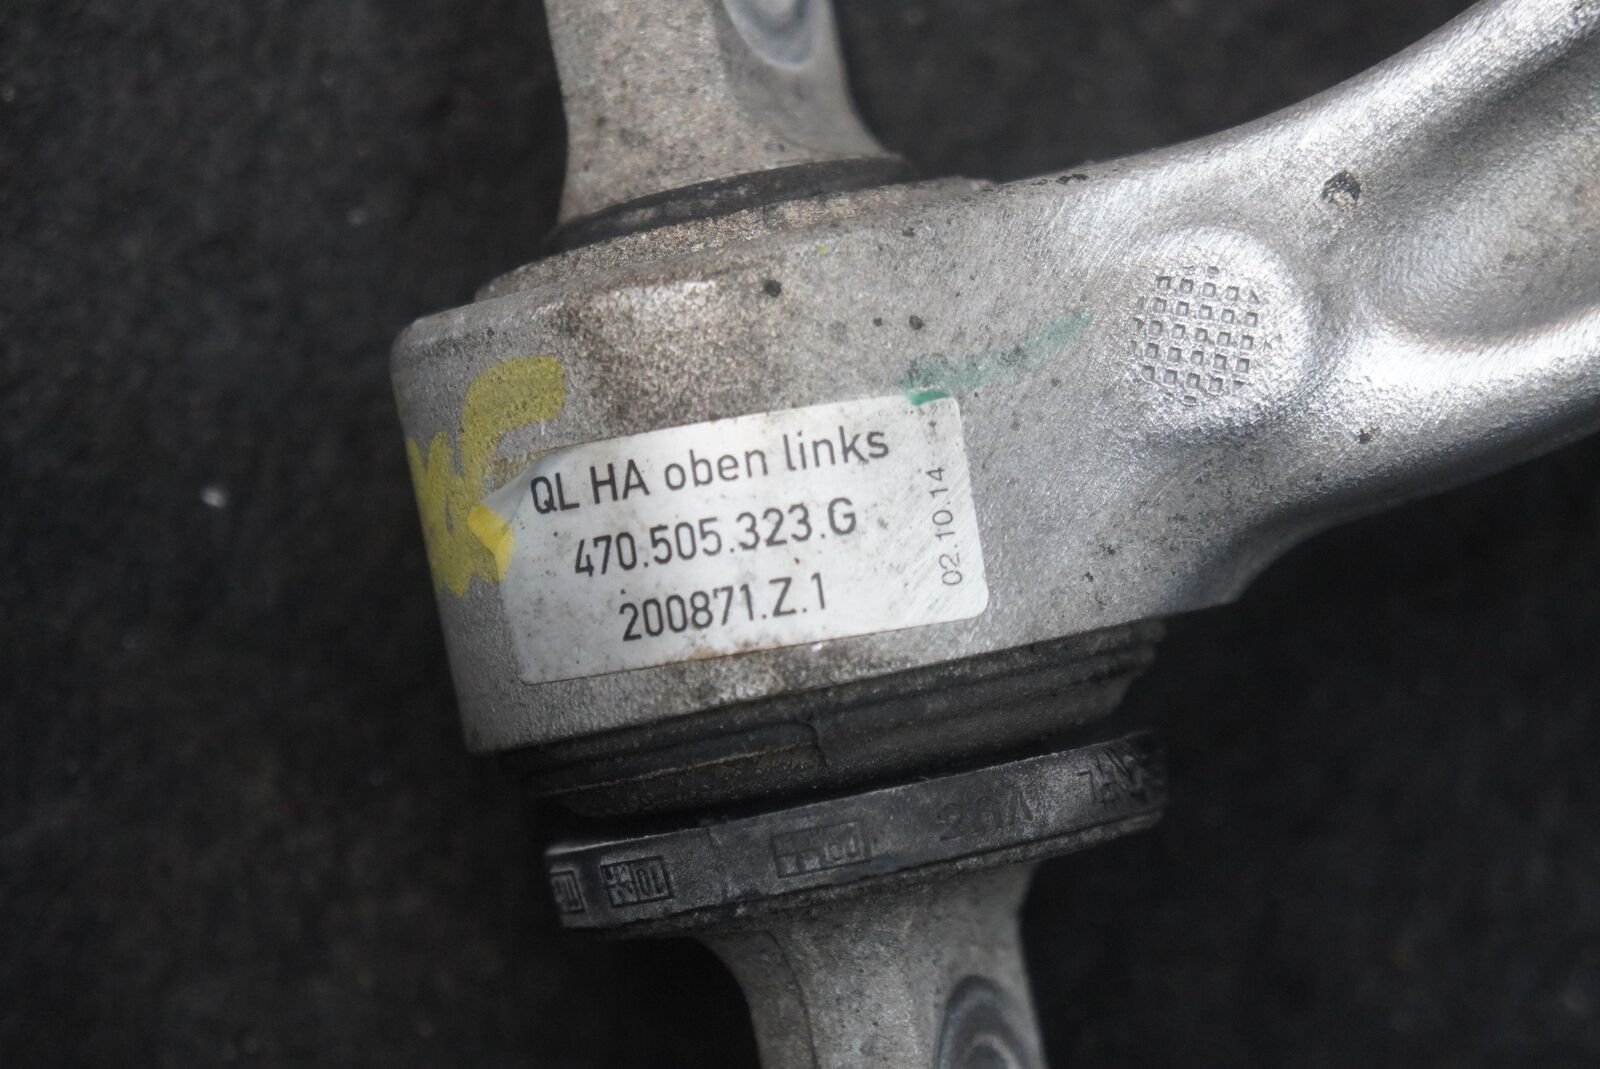 QL HA oben links
470.505.323.G
200871.Z.1
02.10.14